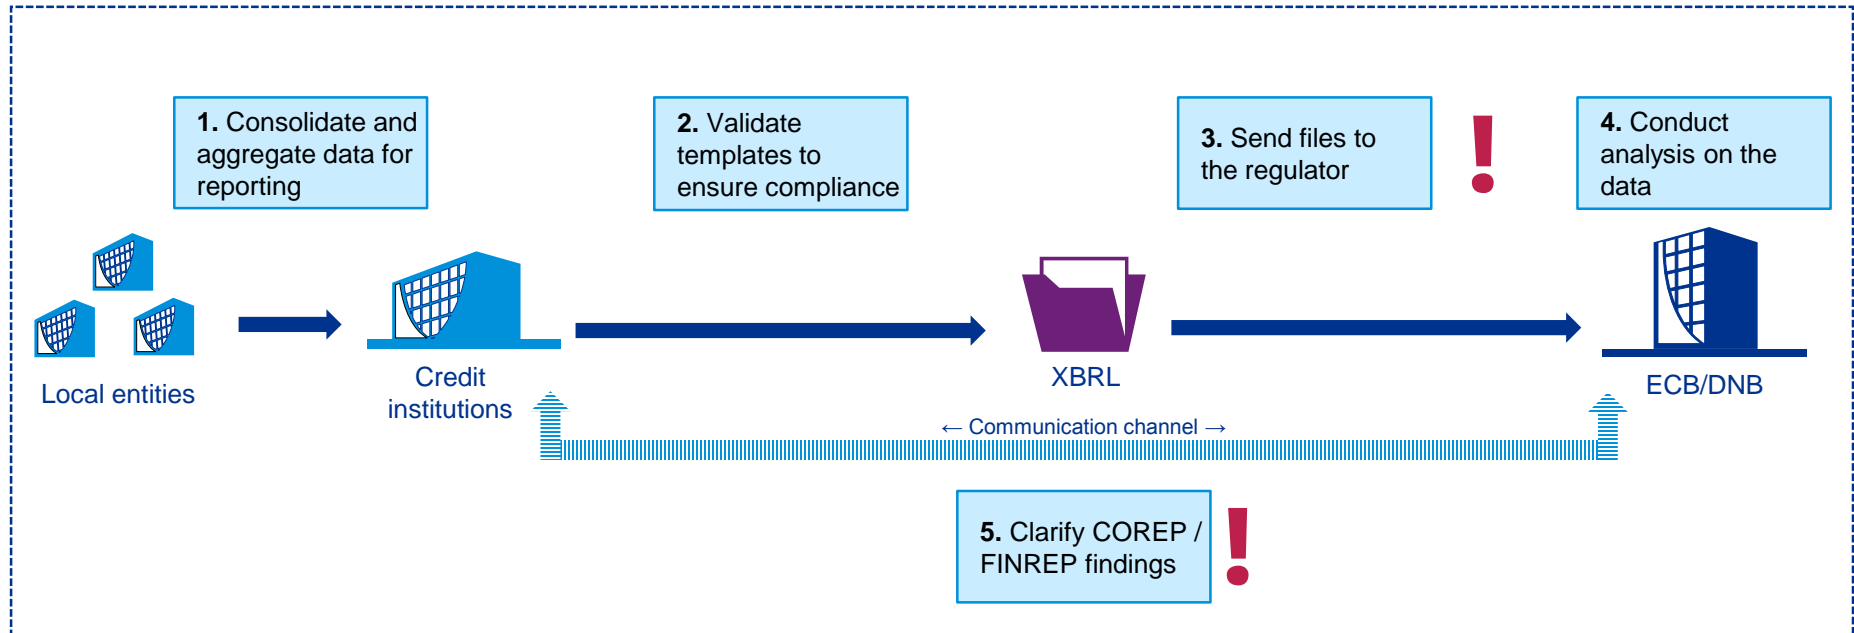 1. Consolidate and
aggregate data for
reporting
2. Validate
templates to
ensure compliance
3. Send files to
the regulator
4. Conduct
analysis on the
data
Local entities
Credit
institutions
XBRL
ECB/DNB
← Communication channel →
5. Clarify COREP /
FINREP findings